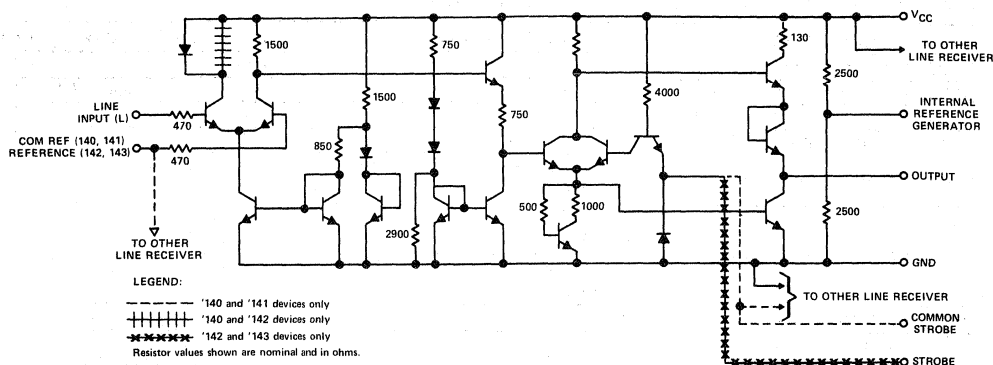 VCC
TO OTHER
LINE RECEIVER
1500
750
130
2500
1500
4000
LINE
INPUT (L)
470
INTERNAL
REFERENCE
GENERATOR
750
COM REF (140, 141)
REFERENCE (142, 143)
470
850
OUTPUT
500
1000
2900
2500
TO OTHER
LINE RECEIVER
GND
LEGEND:
'140 and '141 devices only
'140 and '142 devices only
'142 and '143 devices only
Resistor values shown are nominal and in ohms.
TO OTHER LINE RECEIVER
COMMON
STROBE
STROBE